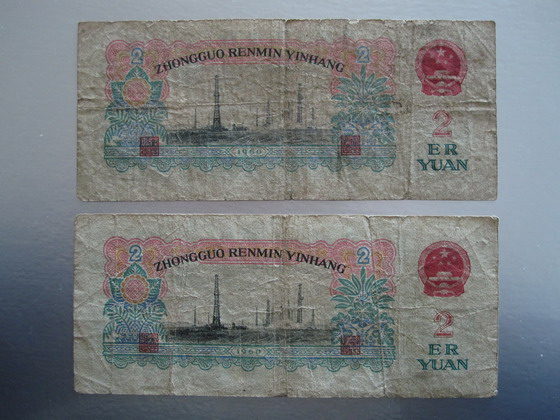 2 ZHONGGUO RENMIN YINHANG 2
2
ER
YUAN
1960
2 ZHONGGUO RENMIN YINHANG 2
2
ER
YUAN
1960